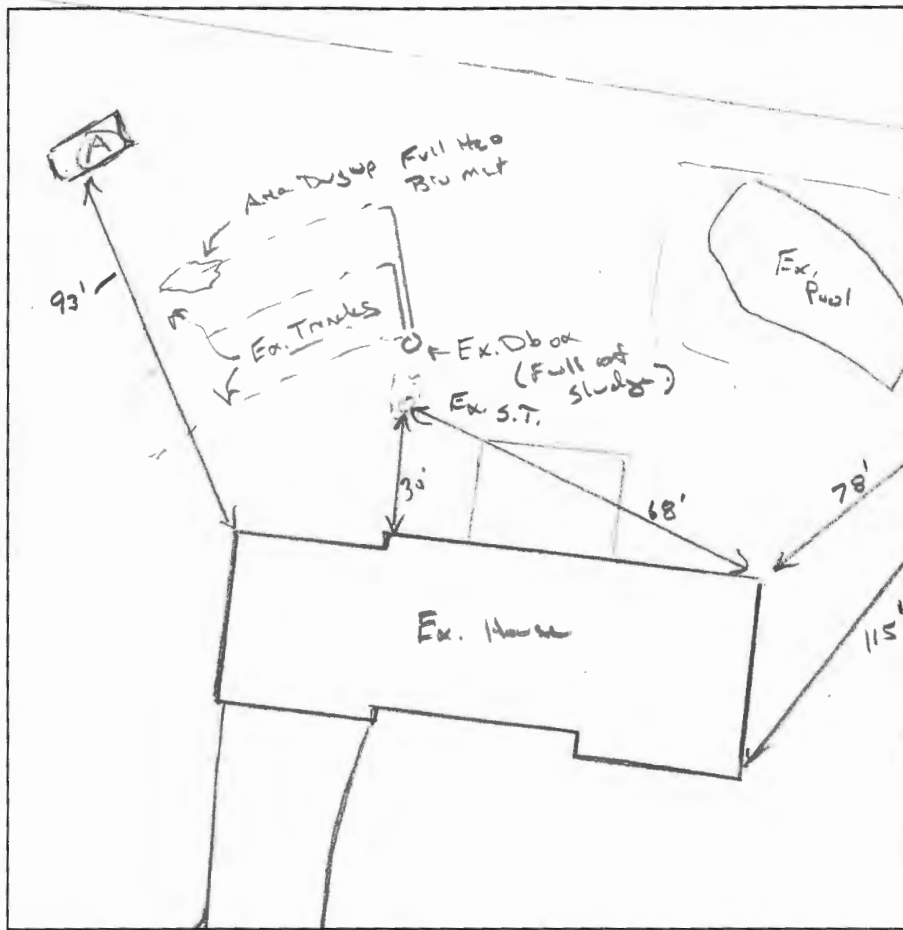 A
Area Dug up Full H2O
Bio mat
93'
Ex. Trenches
Ex. Pool
Ex. D box
(Full of
Sludge)
Ex. S.T.
30'
68'
78'
115'
Ex. House